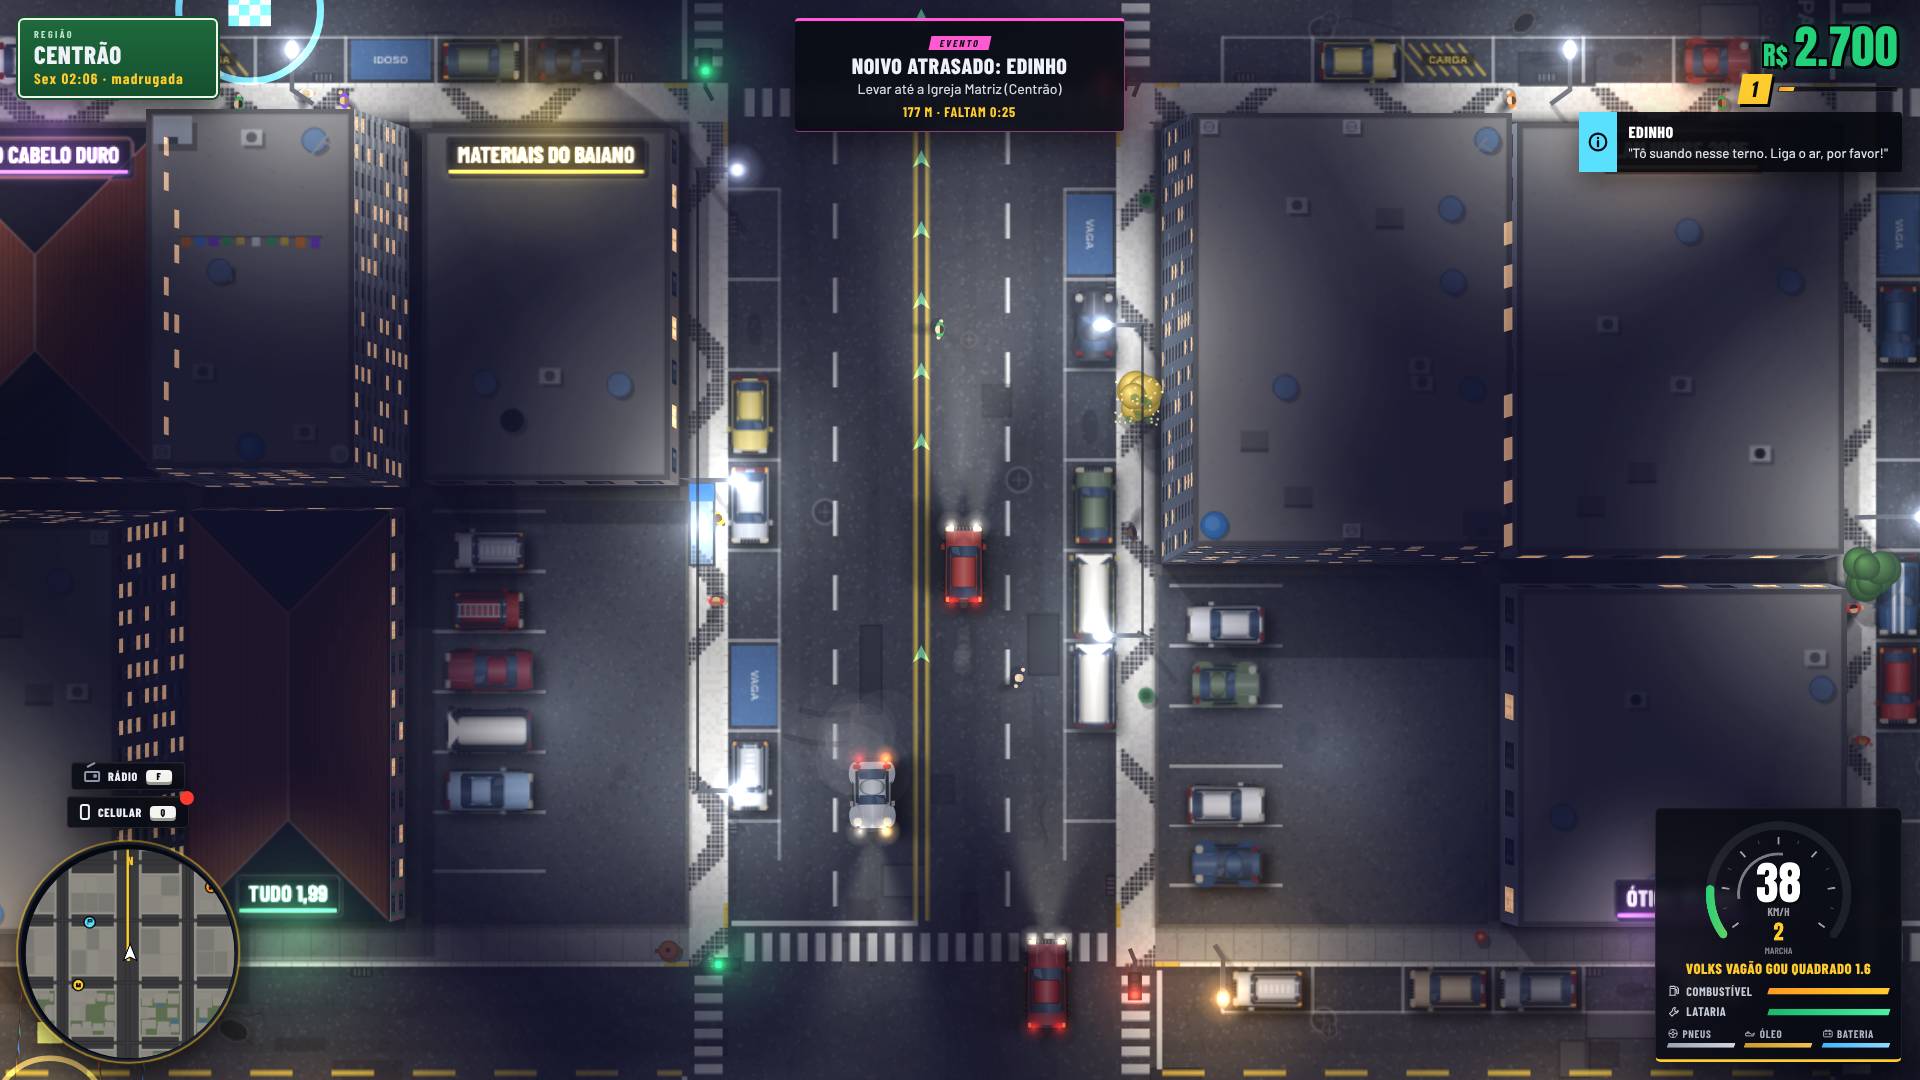 REGIÃO
CENTRÃO
Sex 02:06 · madrugada
IDOSO
EVENTO
NOIVO ATRASADO: EDINHO
Levar até a Igreja Matriz (Centrão)
177 M · FALTAM 0:25
CARGA
R$ 2.700
1
EDINHO
"Tô suando nesse terno. Liga o ar, por favor!"
O CABELO DURO
MATERIAIS DO BAIANO
VAGA
VAGA
VAGA
RÁDIO F
CELULAR Q
N
TUDO 1,99
ÓTI
38
KM/H
2
MARCHA
VOLKS VAGÃO GOU QUADRADO 1.6
COMBUSTÍVEL
LATARIA
PNEUS ÓLEO BATERIA